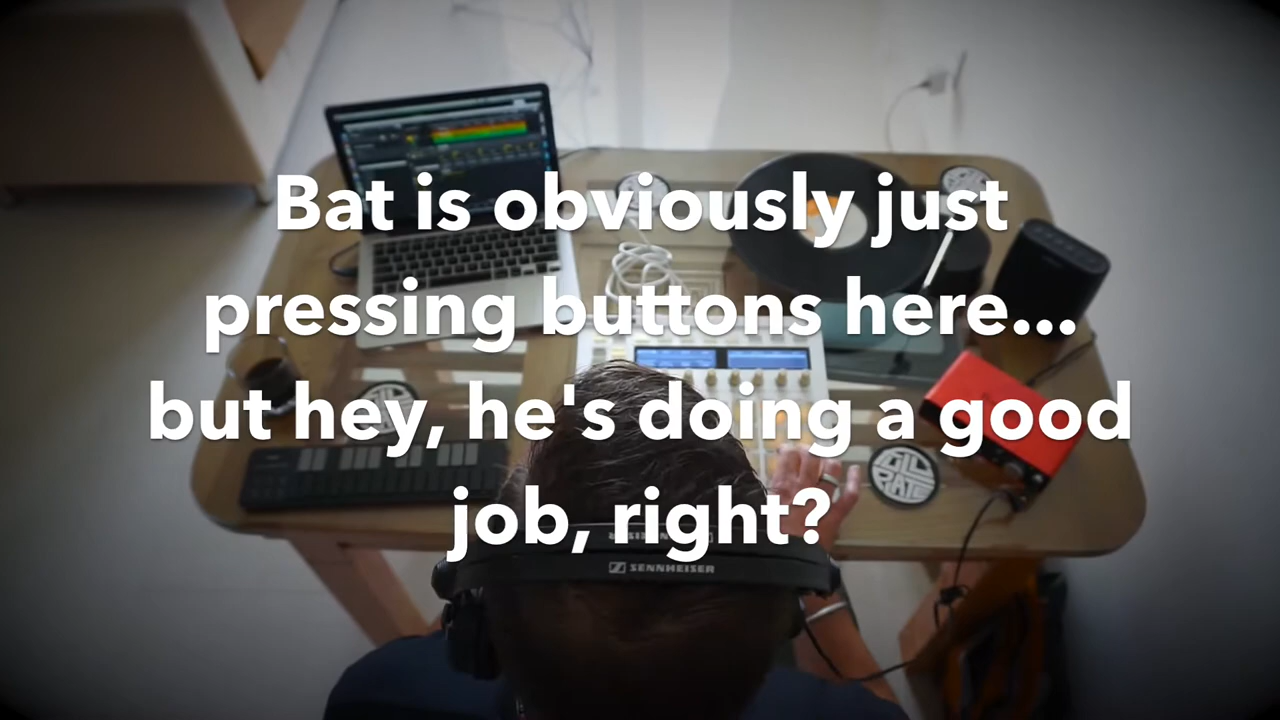 Bat is obviously just
pressing buttons here...
but hey, he's doing a good
job, right?
SENNHEISER